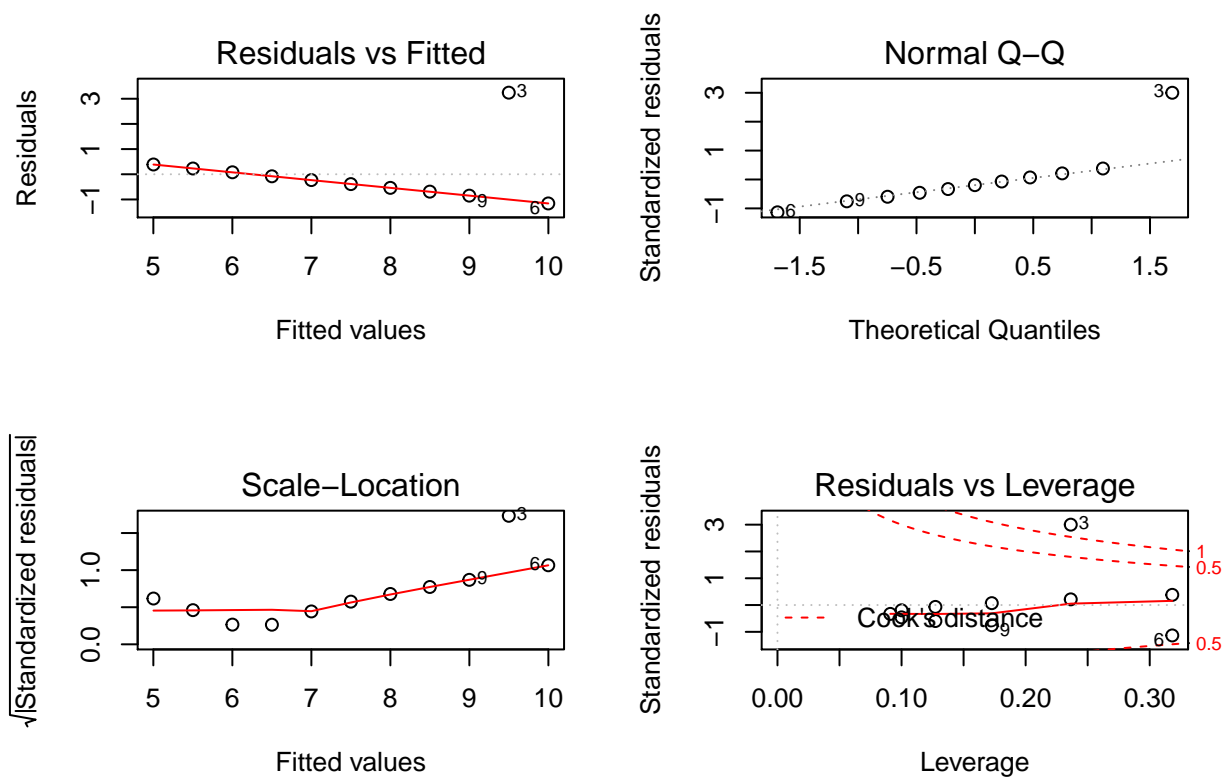 Residuals vs Fitted
Residuals
−1 1 3
3
9
6
5 6 7 8 9 10
Fitted values
Normal Q−Q
Standardized residuals
−1 1 3
3
6
9
−1.5 −0.5 0.5 1.5
Theoretical Quantiles
Scale−Location
√|Standardized residuals|
0.0 1.0
3
6
9
5 6 7 8 9 10
Fitted values
Residuals vs Leverage
Standardized residuals
−1 1 3
3
1
0.5
Cook's distance
9
6
0.5
0.00 0.10 0.20 0.30
Leverage